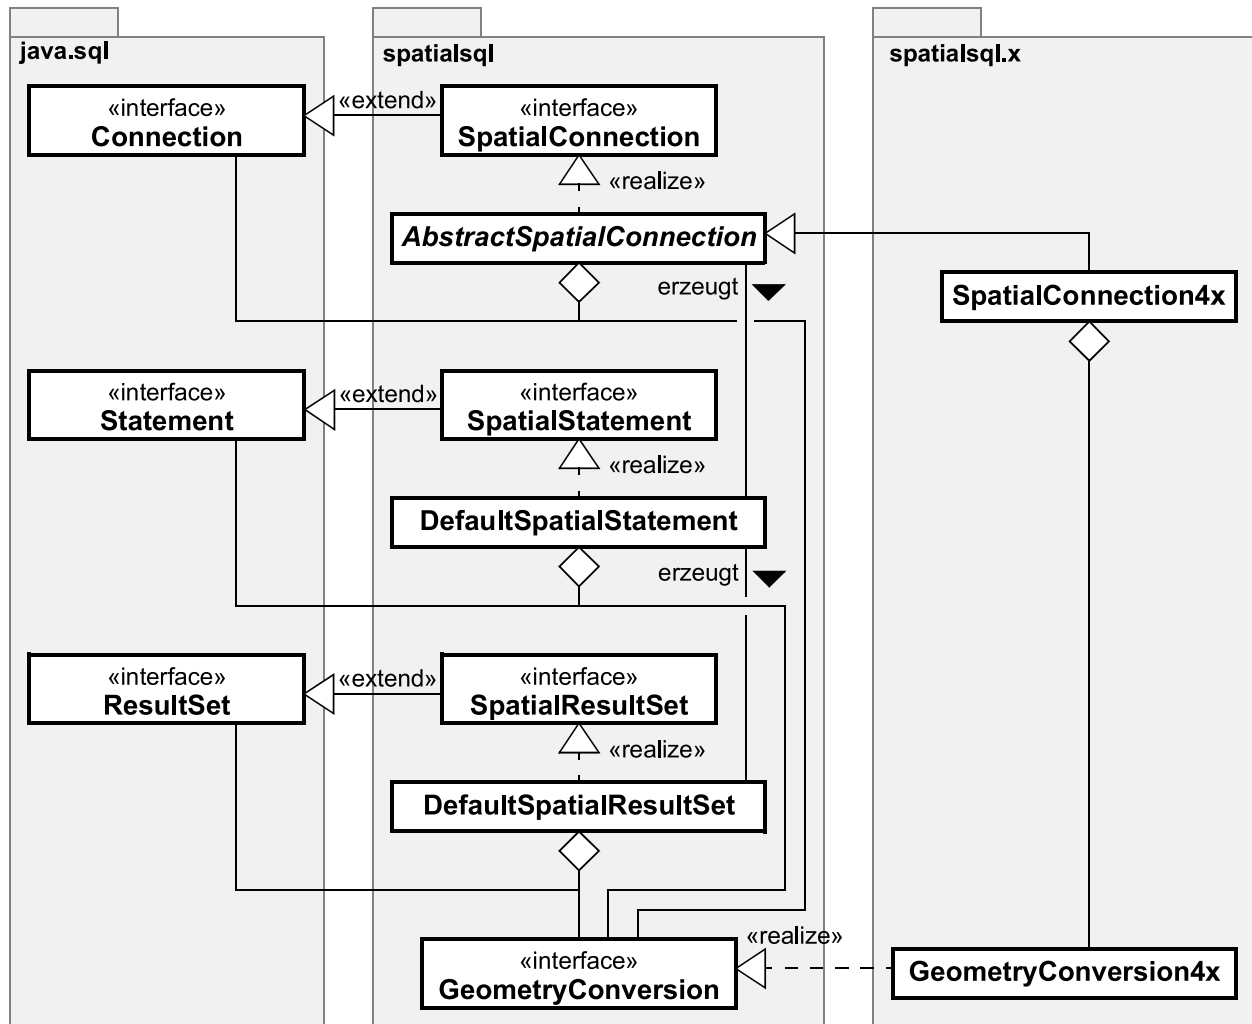 java.sql
spatialsql
spatialsql.x
«interface»
Connection
«extend»
«interface»
SpatialConnection
«realize»
AbstractSpatialConnection
erzeugt
SpatialConnection4x
«interface»
Statement
«extend»
«interface»
SpatialStatement
«realize»
DefaultSpatialStatement
erzeugt
«interface»
ResultSet
«extend»
«interface»
SpatialResultSet
«realize»
DefaultSpatialResultSet
«realize»
«interface»
GeometryConversion
GeometryConversion4x